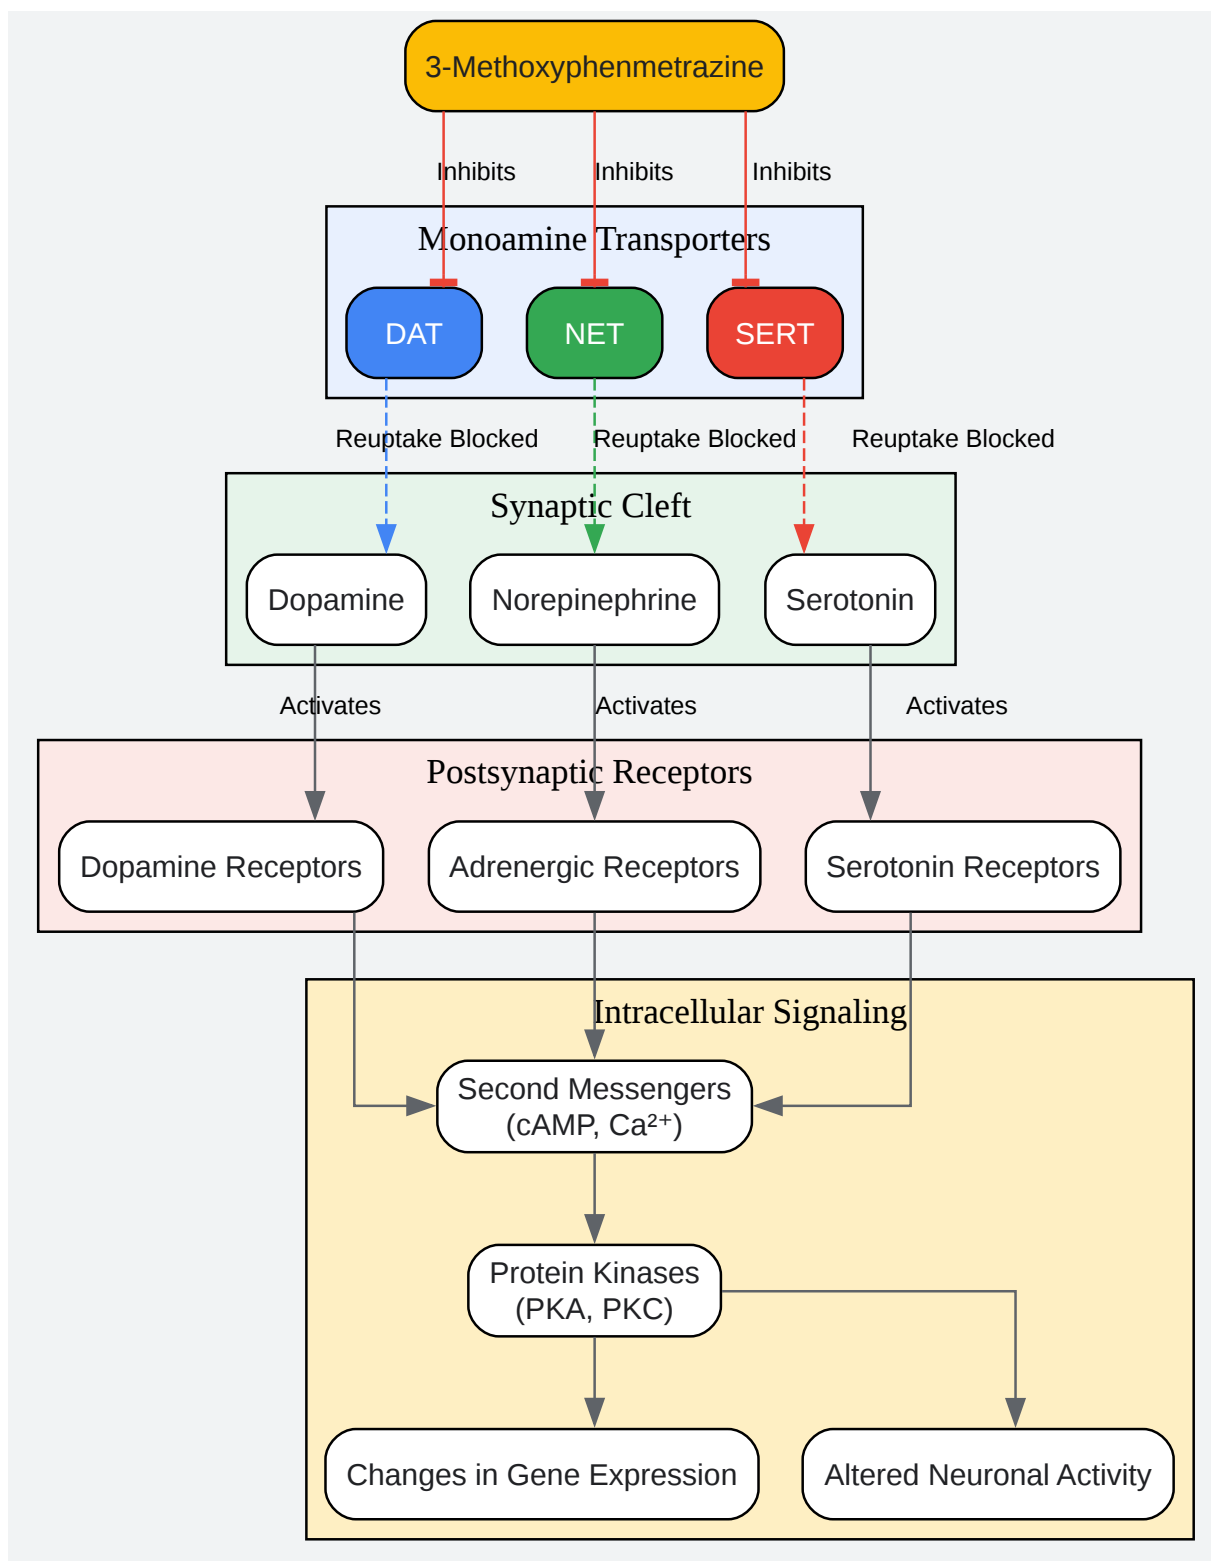 3-Methoxyphenmetrazine
Inhibits
Inhibits
Inhibits
Monoamine Transporters
DAT
NET
SERT
Reuptake Blocked
Reuptake Blocked
Reuptake Blocked
Synaptic Cleft
Dopamine
Norepinephrine
Serotonin
Activates
Activates
Activates
Postsynaptic Receptors
Dopamine Receptors
Adrenergic Receptors
Serotonin Receptors
Intracellular Signaling
Second Messengers
(cAMP, Ca²⁺)
Protein Kinases
(PKA, PKC)
Changes in Gene Expression
Altered Neuronal Activity